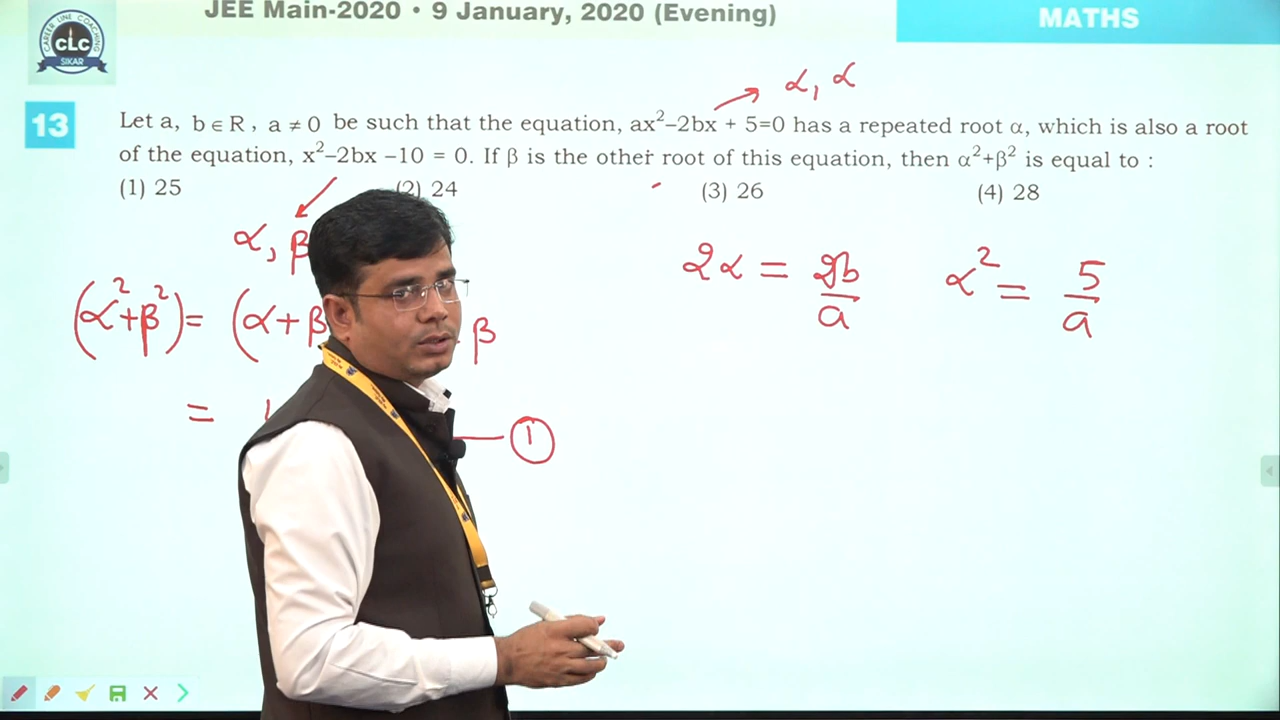 JEE Main-2020 • 9 January, 2020 (Evening)
MATHS
CAREER LINE COACHING
CLC
SIKAR
α, α
13 Let a, b ∈ R, a ≠ 0 be such that the equation, ax²–2bx + 5=0 has a repeated root α, which is also a root
of the equation, x²–2bx –10 = 0. If β is the other root of this equation, then α²+β² is equal to :
(1) 25 (2) 24 (3) 26 (4) 28
α, β
2α = 2b/a α² = 5/a
(α²+β²) = (α+β β
=
①